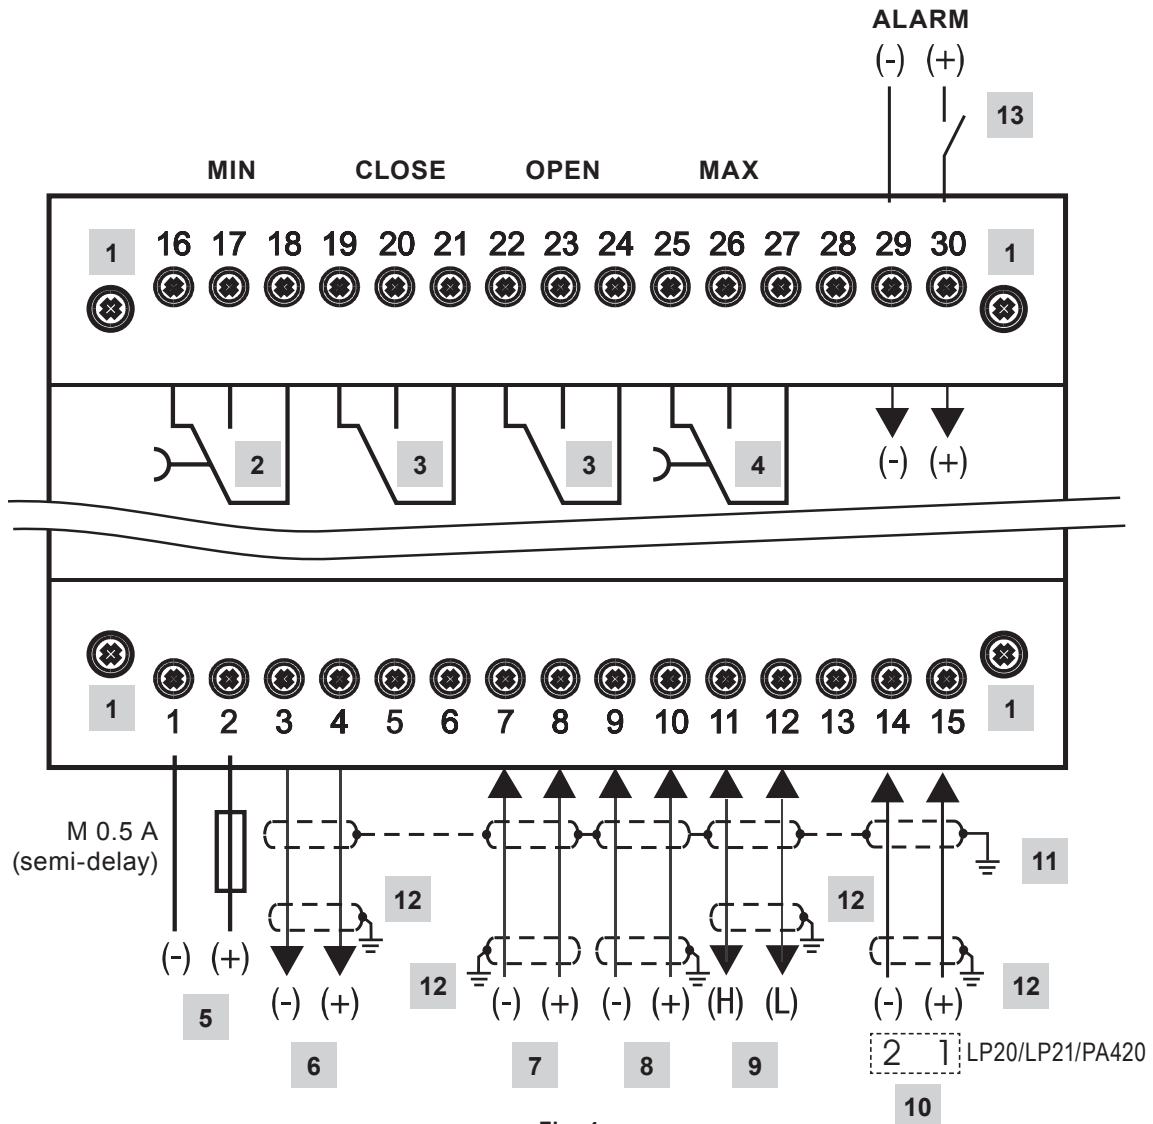 ALARM
(-) (+)
13
MIN CLOSE OPEN MAX
1 16 17 18 19 20 21 22 23 24 25 26 27 28 29 30 1
2 3 3 4 (-) (+)
1 1 2 3 4 5 6 7 8 9 10 11 12 13 14 15 1
M 0.5 A
(semi-delay)
11
12 12
(-) (+)
12 12
(-) (+) (-) (+) (-) (+) (H) (L) (-) (+)
5
2 1 LP20/LP21/PA420
6 7 8 9
10